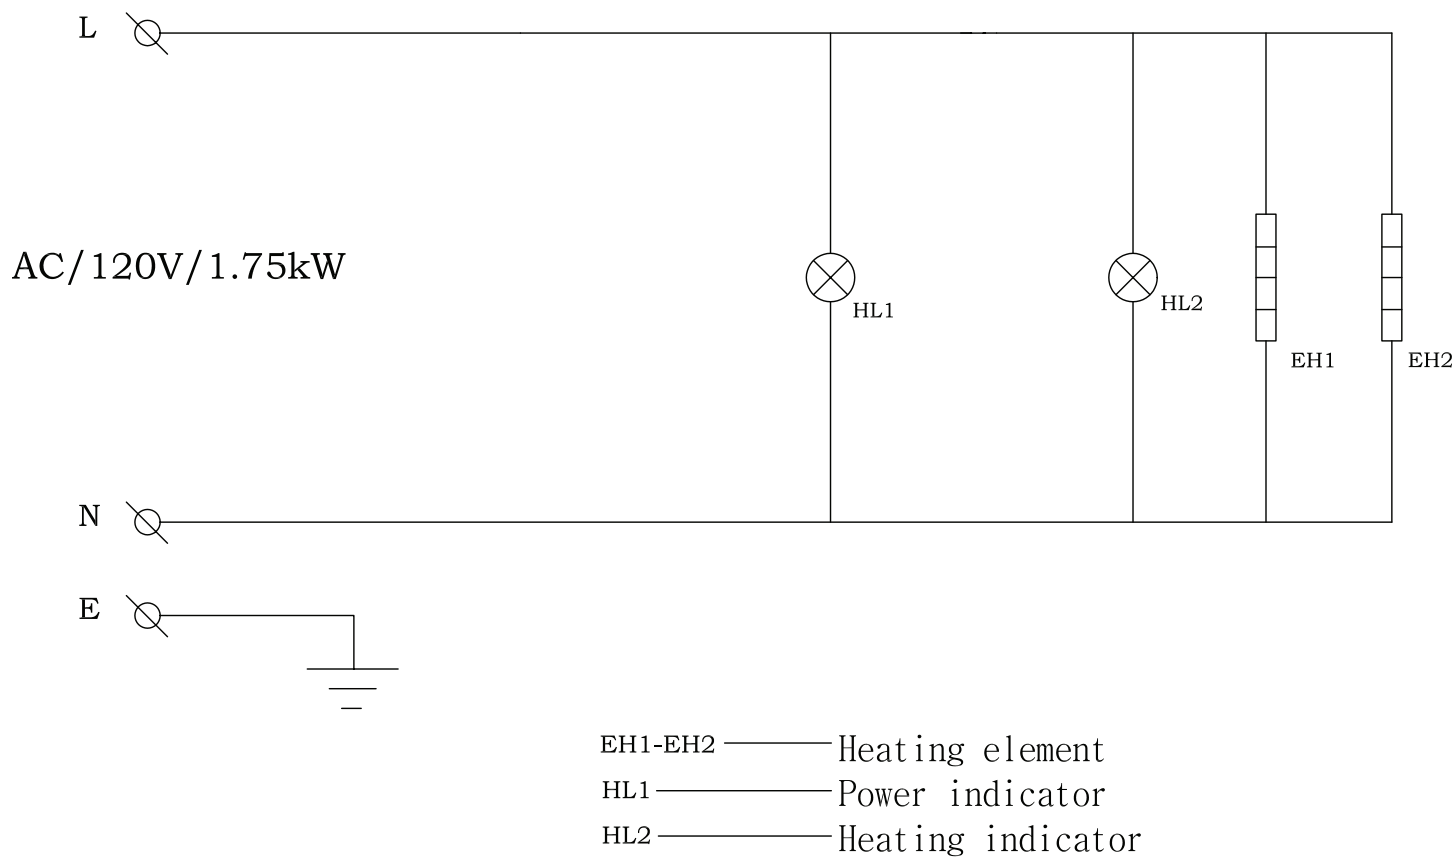 L
AC/120V/1.75kW
HL1
HL2
EH1
EH2
N
E
EH1-EH2 Heating element
HL1 Power indicator
HL2 Heating indicator